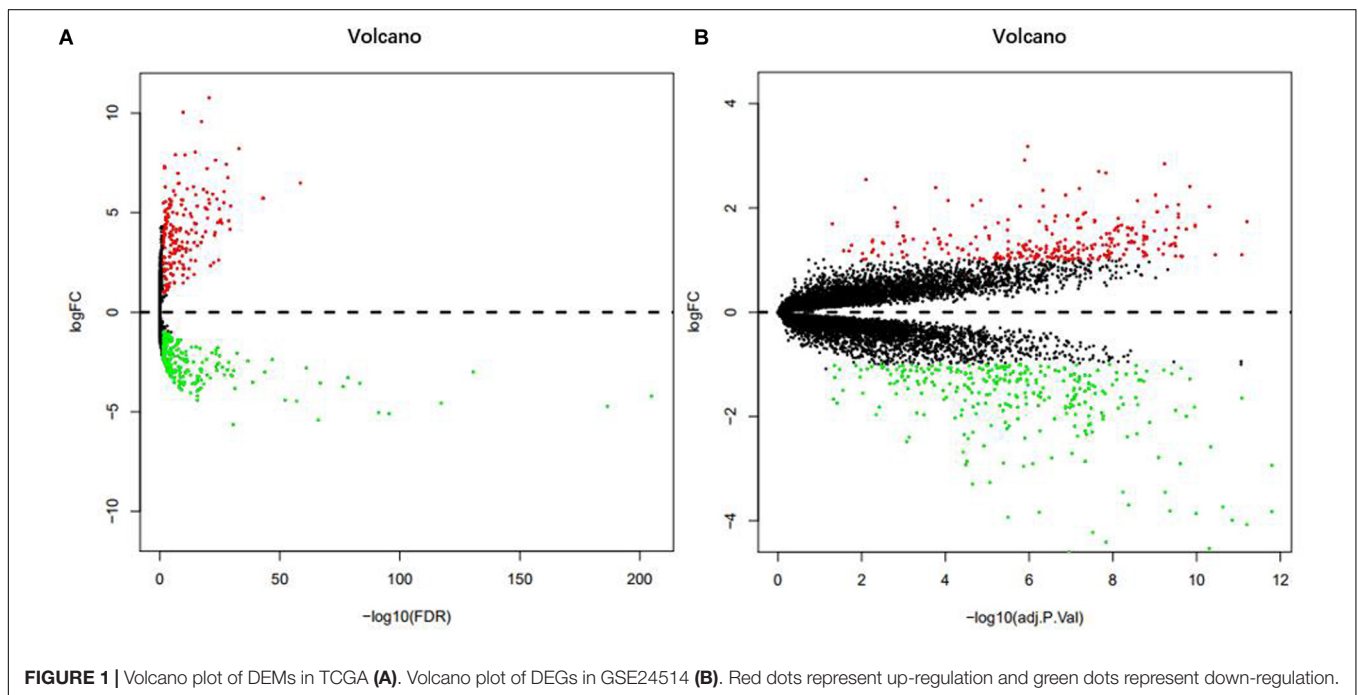 A
Volcano
10
5
0
−5
−10
logFC
0
50
100
150
200
−log10(FDR)
B
Volcano
4
2
0
−2
−4
logFC
0
2
4
6
8
10
12
−log10(adj.P.Val)
FIGURE 1 | Volcano plot of DEMs in TCGA (A). Volcano plot of DEGs in GSE24514 (B). Red dots represent up-regulation and green dots represent down-regulation.